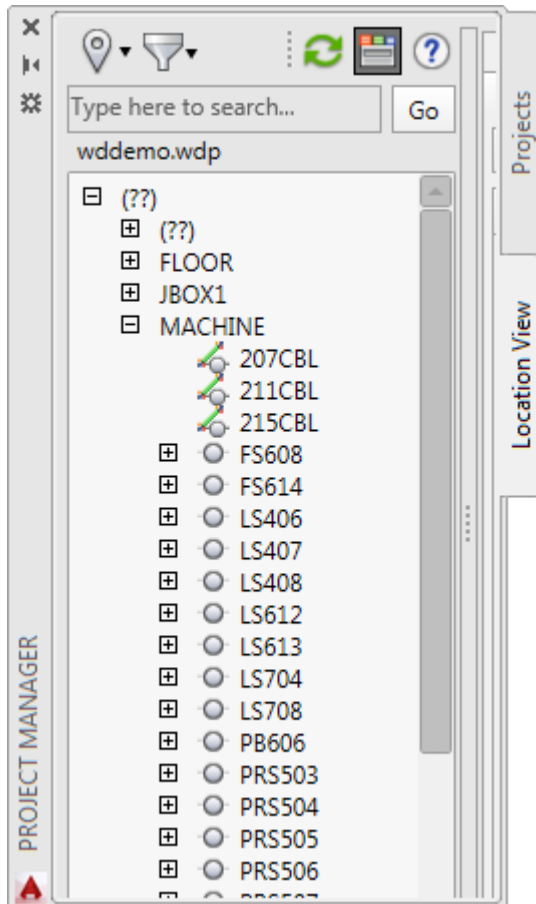 Type here to search...
Go
wddemo.wdp
(??)
(??)
FLOOR
JBOX1
MACHINE
207CBL
211CBL
215CBL
FS608
FS614
LS406
LS407
LS408
LS612
LS613
LS704
LS708
PB606
PRS503
PRS504
PRS505
PRS506
Projects
Location View
PROJECT MANAGER